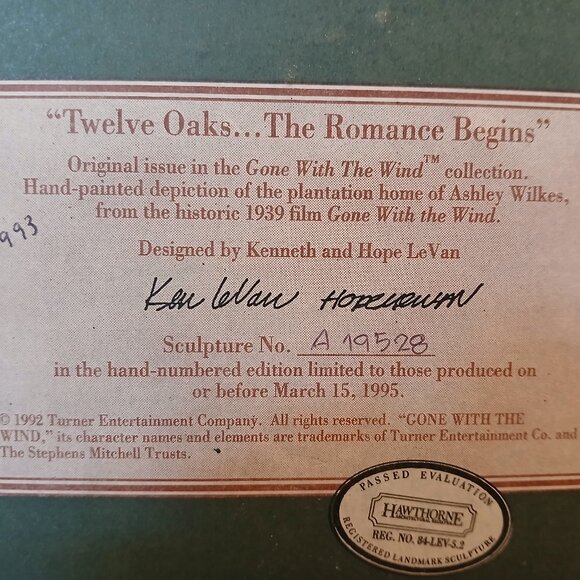 "Twelve Oaks...The Romance Begins"
Original issue in the Gone With The Wind™ collection.
Hand-painted depiction of the plantation home of Ashley Wilkes,
from the historic 1939 film Gone With the Wind.
993
Designed by Kenneth and Hope LeVan
Ken LeVan
Sculpture No. A 19528
in the hand-numbered edition limited to those produced on
or before March 15, 1995.
© 1992 Turner Entertainment Company. All rights reserved. "GONE WITH THE
WIND," its character names and elements are trademarks of Turner Entertainment Co. and
The Stephens Mitchell Trusts.
PASSED EVALUATION
HAWTHORNE
REG. NO. 84-LEV-5.2
REGISTERED LANDMARK SCULPTURE